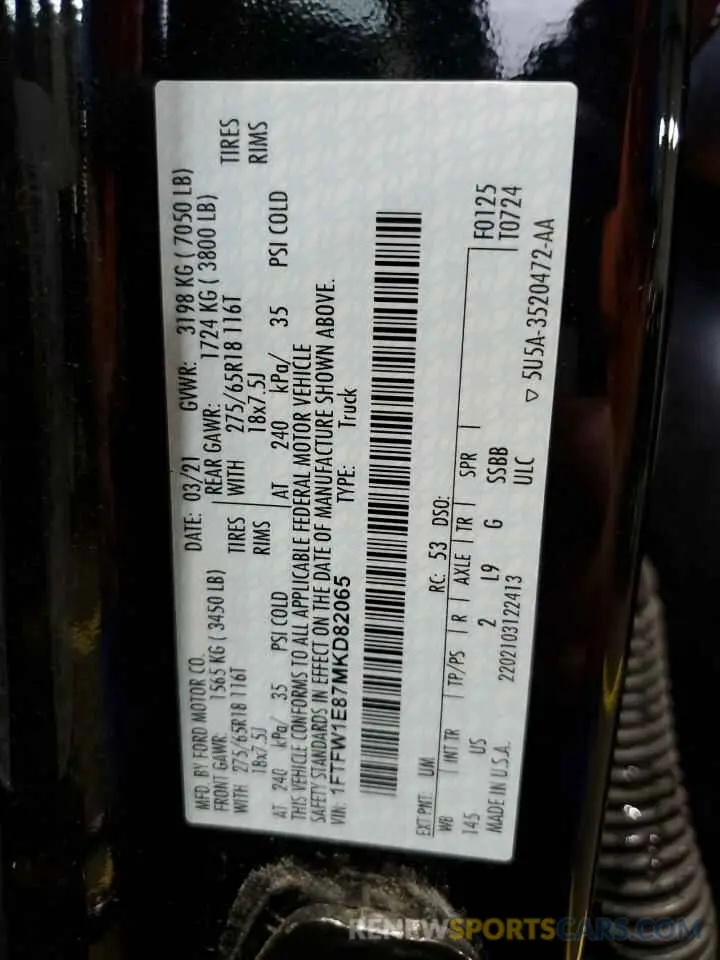 MFD. BY FORD MOTOR CO.
DATE: 03/21 GVWR: 3198 KG ( 7050 LB)
FRONT GAWR: 1565 KG ( 3450 LB) REAR GAWR: 1724 KG ( 3800 LB)
WITH 275/65R18 116T TIRES WITH 275/65R18 116T TIRES
18x7.5J RIMS 18x7.5J RIMS
AT 240 kPa/ 35 PSI COLD AT 240 kPa/ 35 PSI COLD
THIS VEHICLE CONFORMS TO ALL APPLICABLE FEDERAL MOTOR VEHICLE
SAFETY STANDARDS IN EFFECT ON THE DATE OF MANUFACTURE SHOWN ABOVE.
VIN: 1FTFW1E87MKD82065 TYPE: Truck
EXT PNT: UM RC: 53 DSO: F0125
T0724
WB INT TR TP/PS R AXLE TR SPR
145 US 2 L9 G SSBB
MADE IN U.S.A. 2202103122413 ULC
▽ 5U5A-3520472-AA
RENEWSPORTSCARS.COM